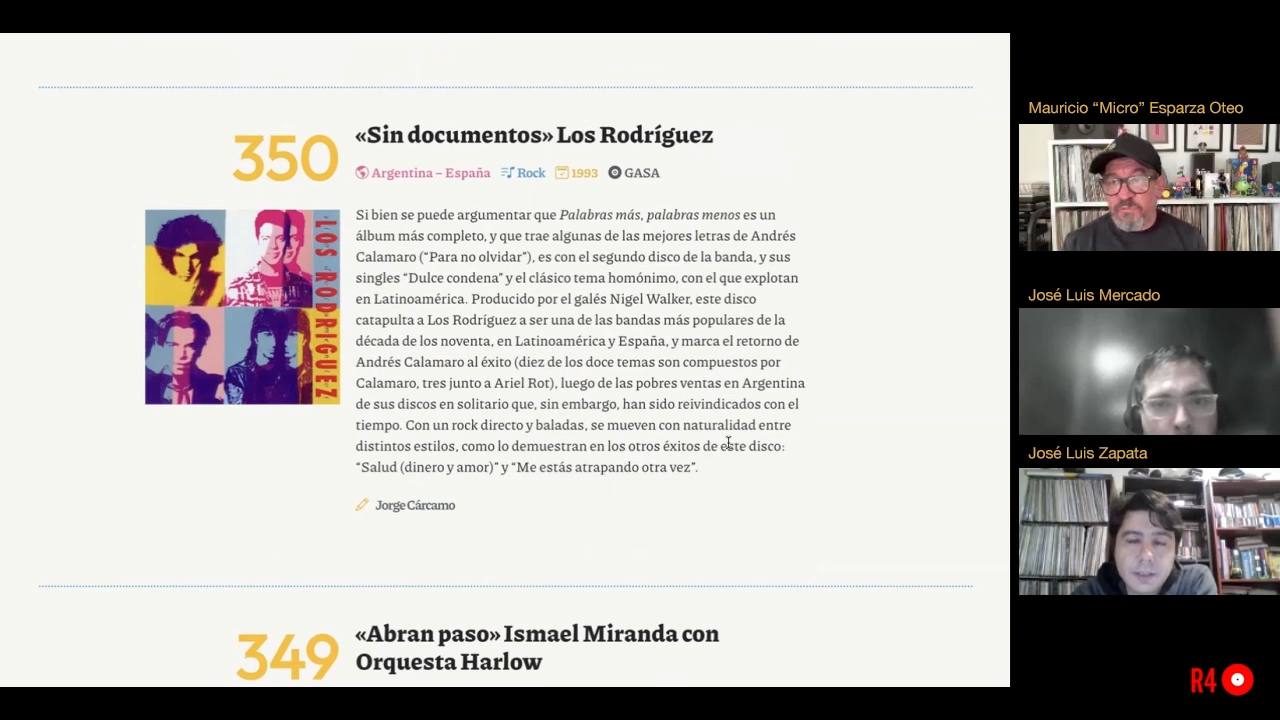 350
«Sin documentos» Los Rodríguez
Argentina – España Rock 1993 GASA
LOS RODRIGUEZ
Si bien se puede argumentar que Palabras más, palabras menos es un
álbum más completo, y que trae algunas de las mejores letras de Andrés
Calamaro (“Para no olvidar”), es con el segundo disco de la banda, y sus
singles “Dulce condena” y el clásico tema homónimo, con el que explotan
en Latinoamérica. Producido por el galés Nigel Walker, este disco
catapulta a Los Rodríguez a ser una de las bandas más populares de la
década de los noventa, en Latinoamérica y España, y marca el retorno de
Andrés Calamaro al éxito (diez de los doce temas son compuestos por
Calamaro, tres junto a Ariel Rot), luego de las pobres ventas en Argentina
de sus discos en solitario que, sin embargo, han sido reivindicados con el
tiempo. Con un rock directo y baladas, se mueven con naturalidad entre
distintos estilos, como lo demuestran en los otros éxitos de este disco:
“Salud (dinero y amor)” y “Me estás atrapando otra vez”.
Jorge Cárcamo
349
«Abran paso» Ismael Miranda con
Orquesta Harlow
Mauricio “Micro” Esparza Oteo
José Luis Mercado
José Luis Zapata
R4